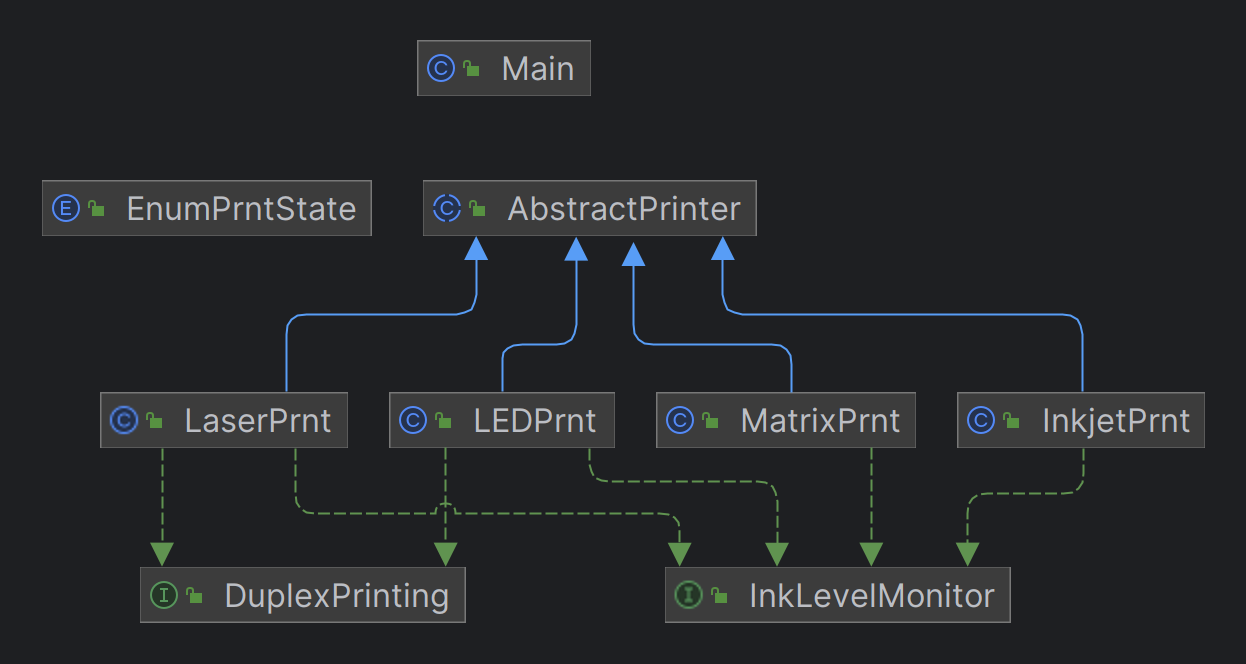 C Main
E EnumPrntState
C AbstractPrinter
C LaserPrnt
C LEDPrnt
C MatrixPrnt
C InkjetPrnt
I DuplexPrinting
I InkLevelMonitor